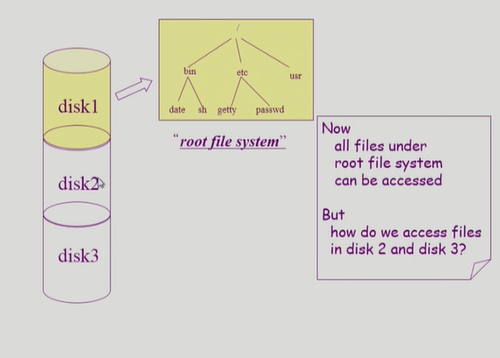 disk1
disk2
disk3
/
bin etc usr
date sh getty passwd
“root file system”
Now
all files under
root file system
can be accessed
But
how do we access files
in disk 2 and disk 3?